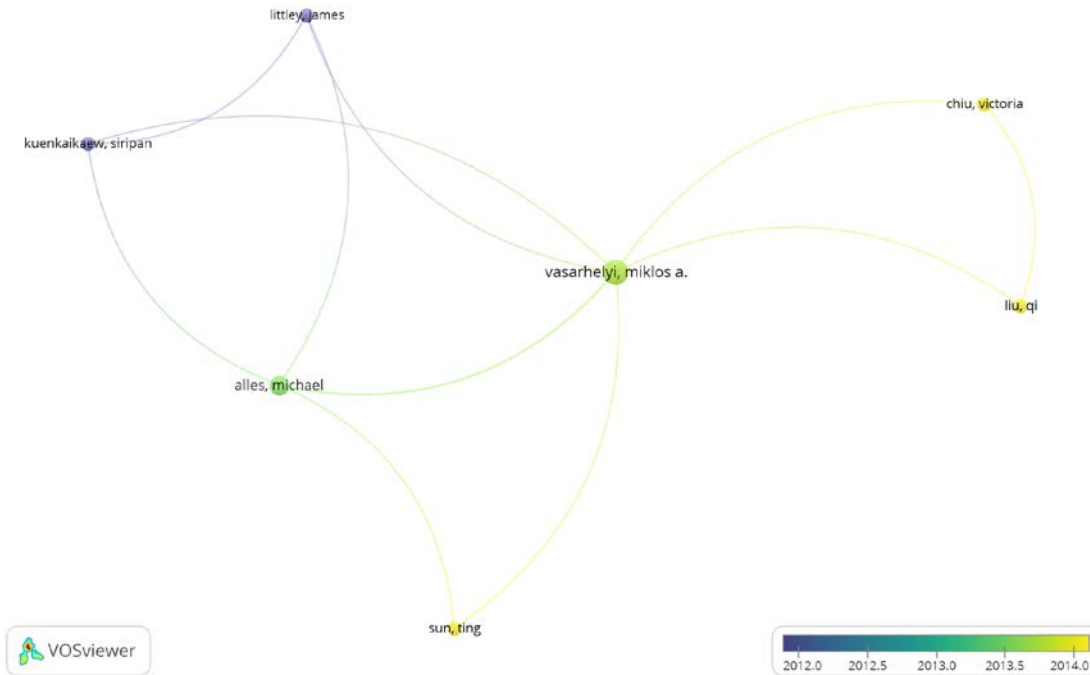 littley, james
chiu, victoria
kuenkaikaew, siripan
vasarhelyi, miklos a.
liu, qi
alles, michael
sun, ting
VOSviewer
2012.0 2012.5 2013.0 2013.5 2014.0